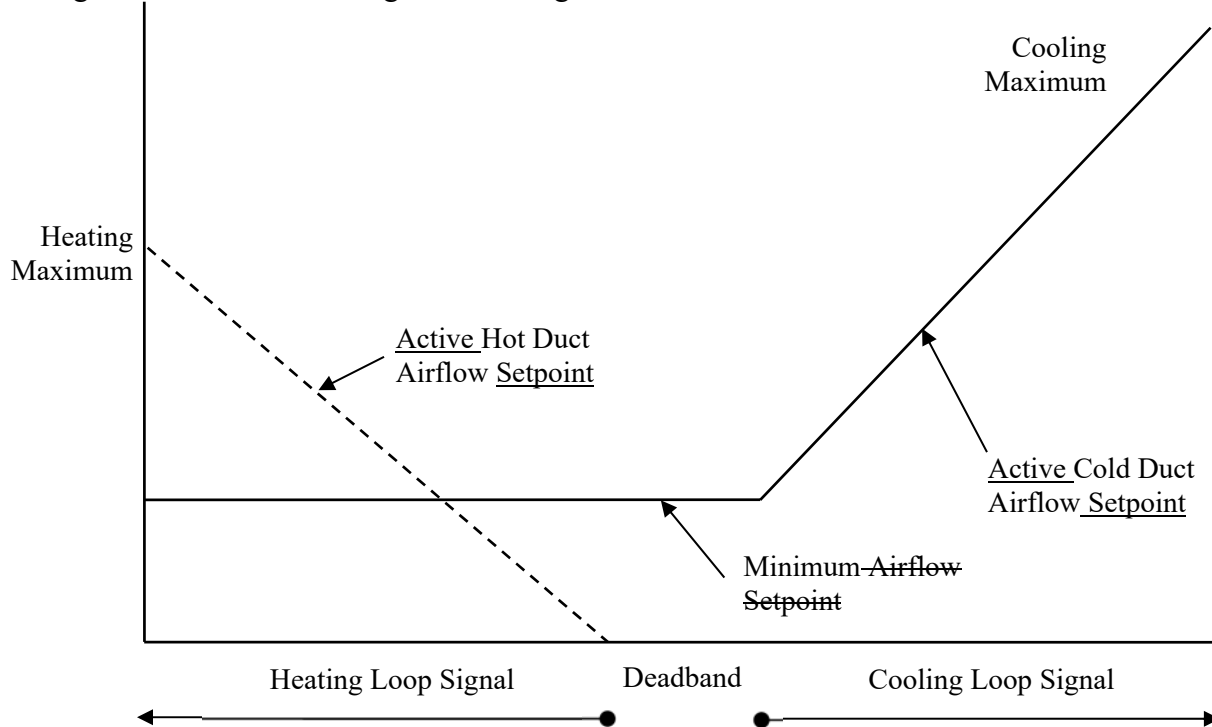 Cooling
Maximum
Heating
Maximum
Active Hot Duct
Airflow Setpoint
Active Cold Duct
Airflow Setpoint
Minimum Airflow
Setpoint
Heating Loop Signal
Deadband
Cooling Loop Signal